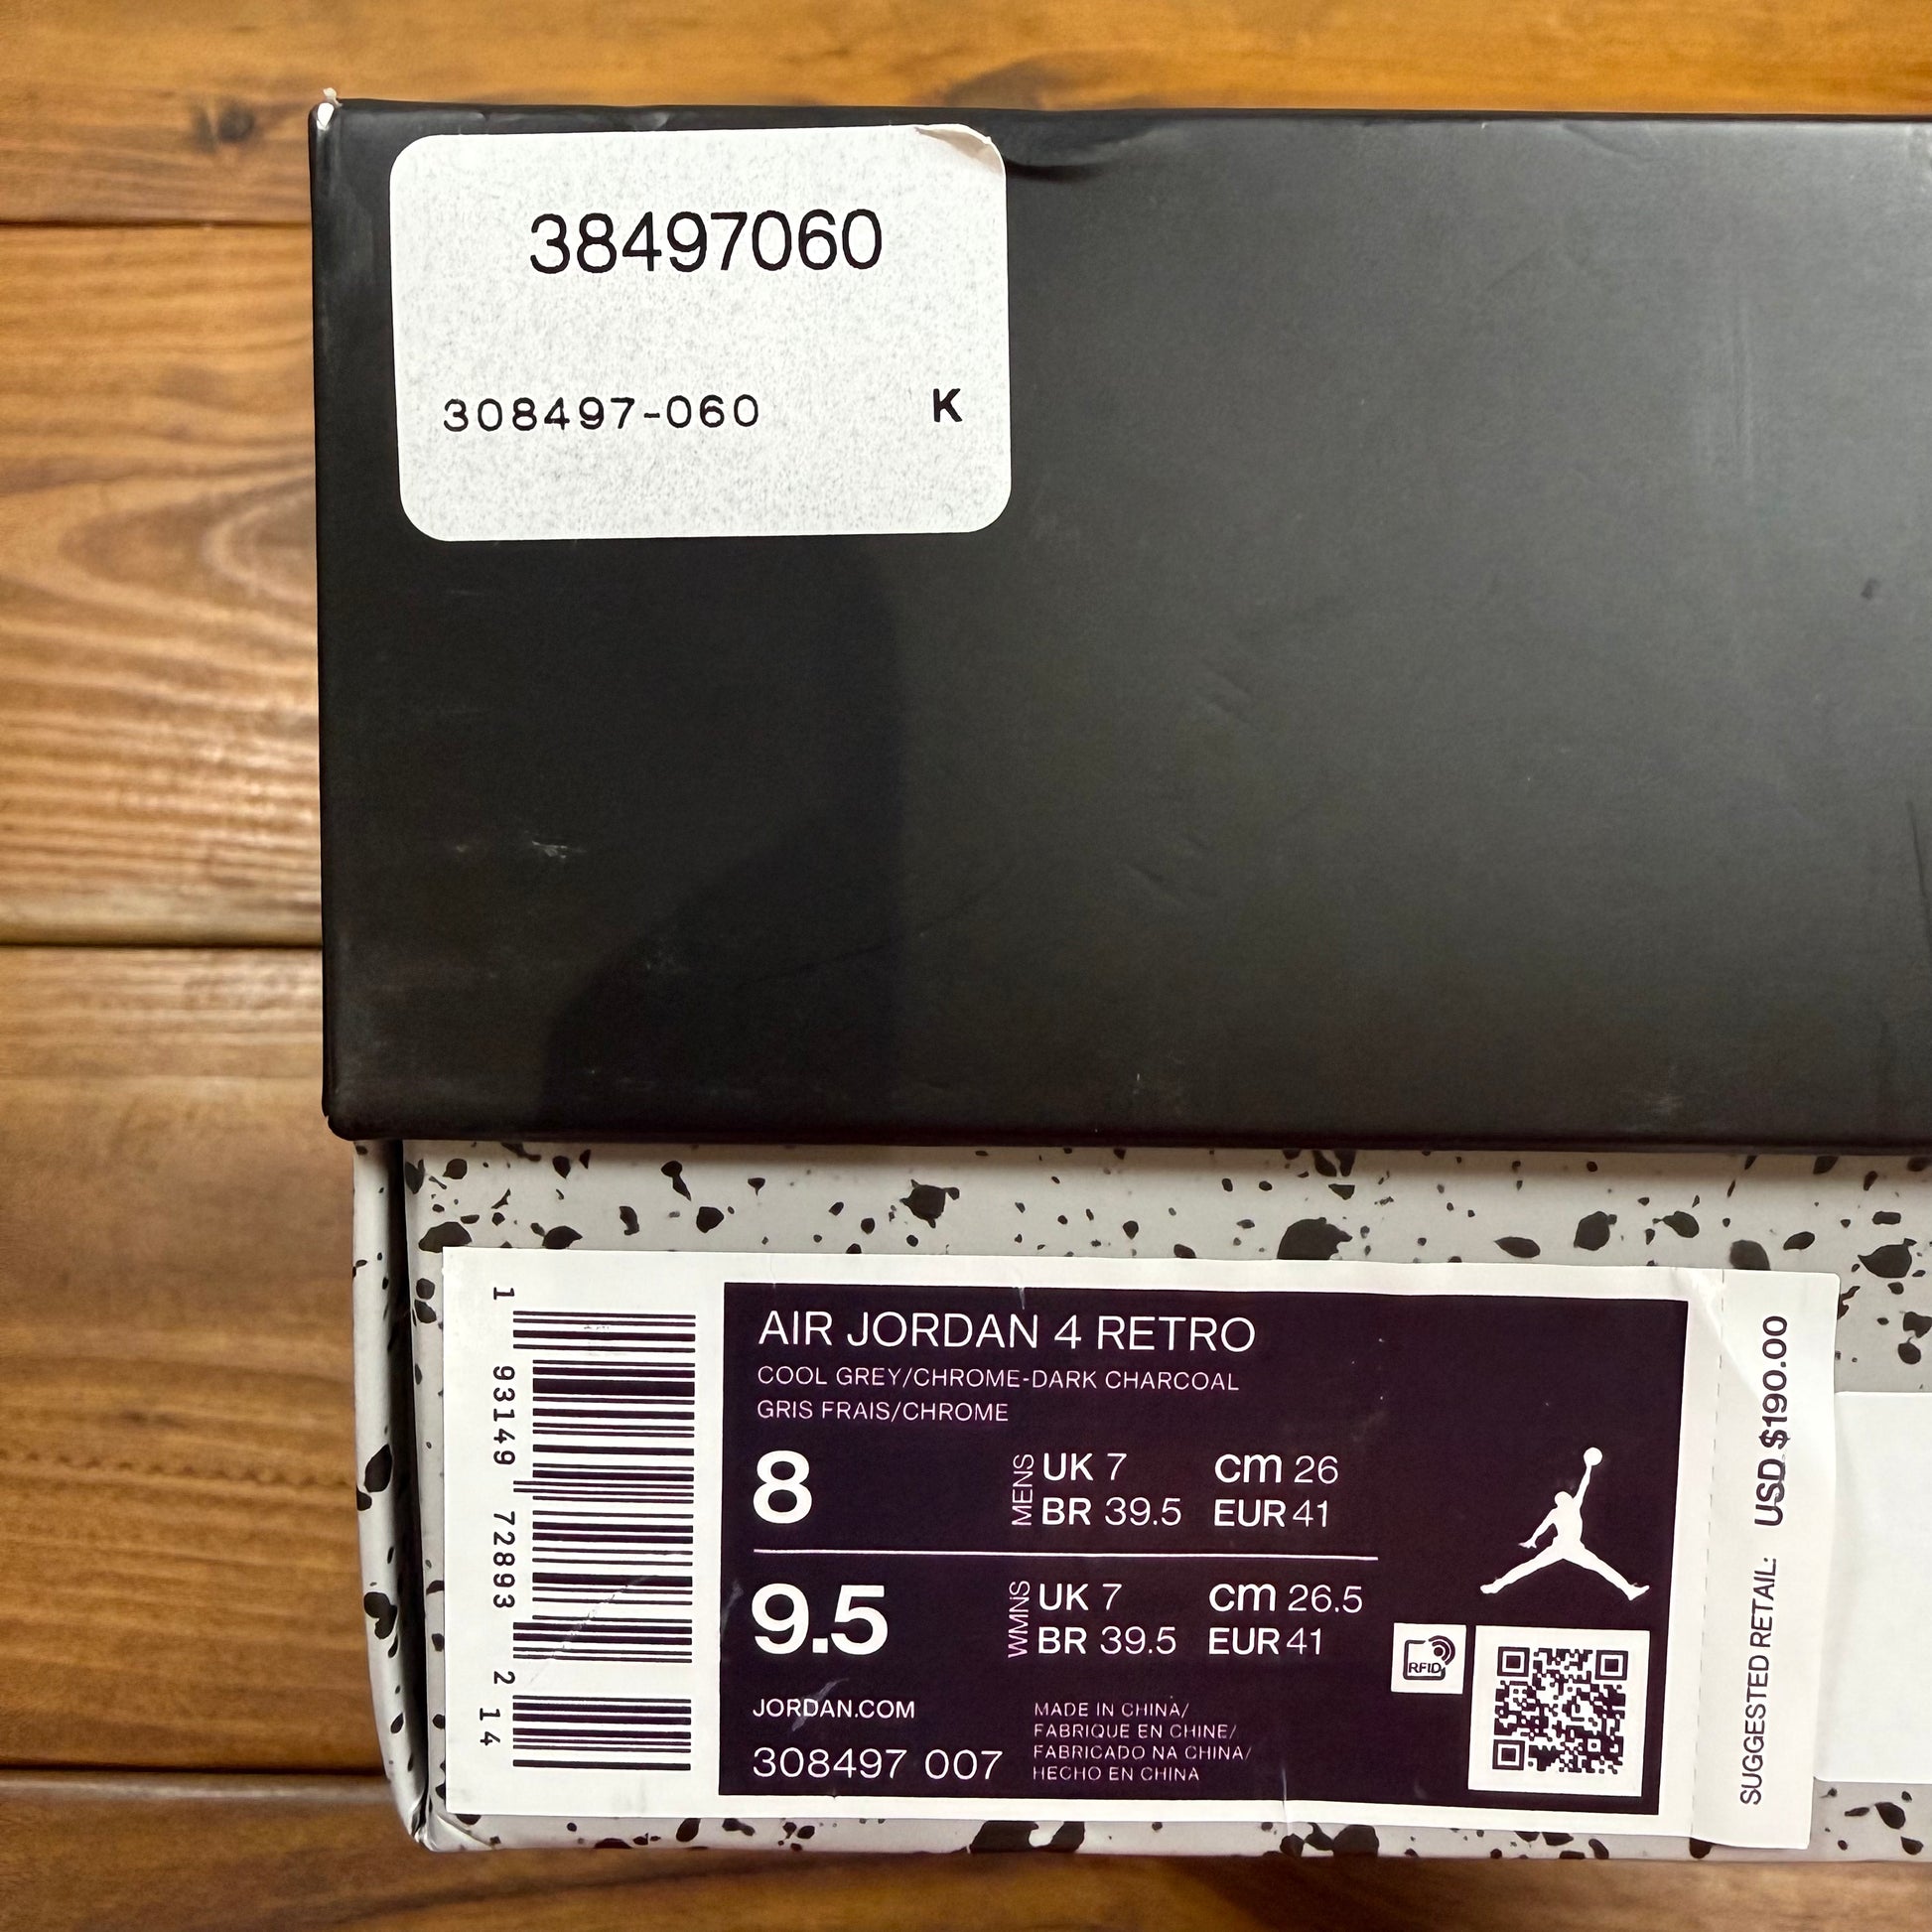 38497060
308497-060 K
AIR JORDAN 4 RETRO
COOL GREY/CHROME-DARK CHARCOAL
GRIS FRAIS/CHROME
8
MENS
UK 7 cm 26
BR 39.5 EUR 41
9.5
WMNS
UK 7 cm 26.5
BR 39.5 EUR 41
JORDAN.COM
308497 007
MADE IN CHINA/
FABRIQUE EN CHINE/
FABRICADO NA CHINA/
HECHO EN CHINA
RFID
1 93149 72893 2 14
SUGGESTED RETAIL: USD $190.00